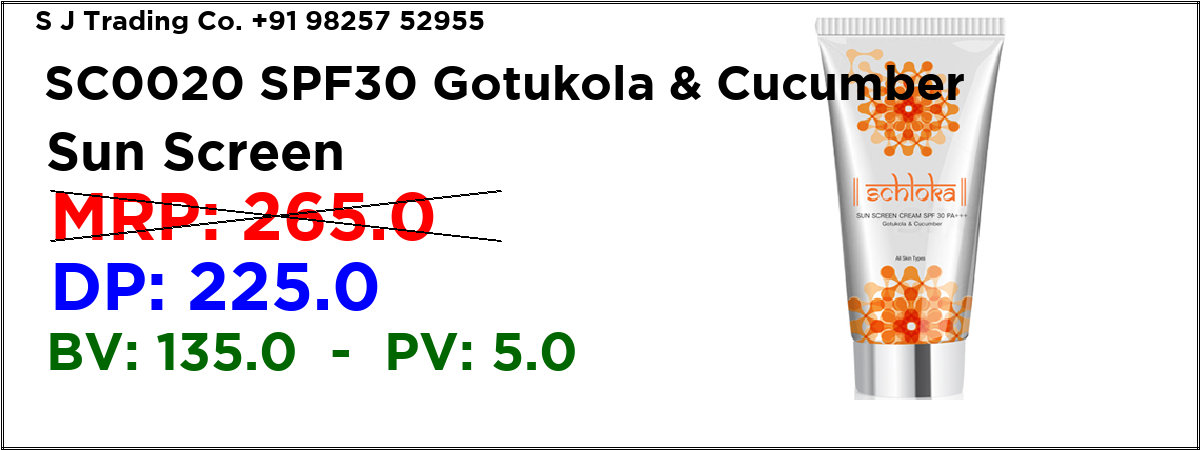 S J Trading Co. +91 98257 52955
SC0020 SPF30 Gotukola & Cucumber
Sun Screen
MRP: 265.0
DP: 225.0
BV: 135.0 - PV: 5.0
schloka
SUN SCREEN CREAM SPF 30 PA+++
Gotukola & Cucumber
All Skin Types